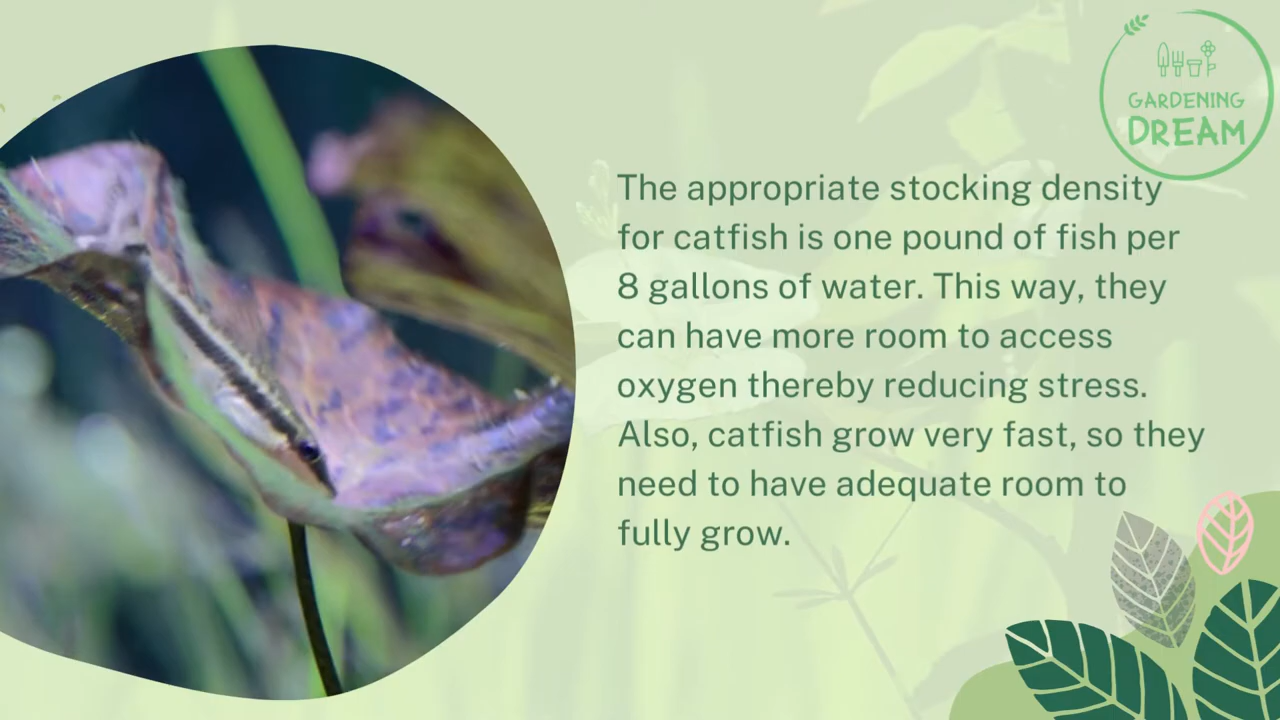 GARDENING
DREAM
The appropriate stocking density
for catfish is one pound of fish per
8 gallons of water. This way, they
can have more room to access
oxygen thereby reducing stress.
Also, catfish grow very fast, so they
need to have adequate room to
fully grow.